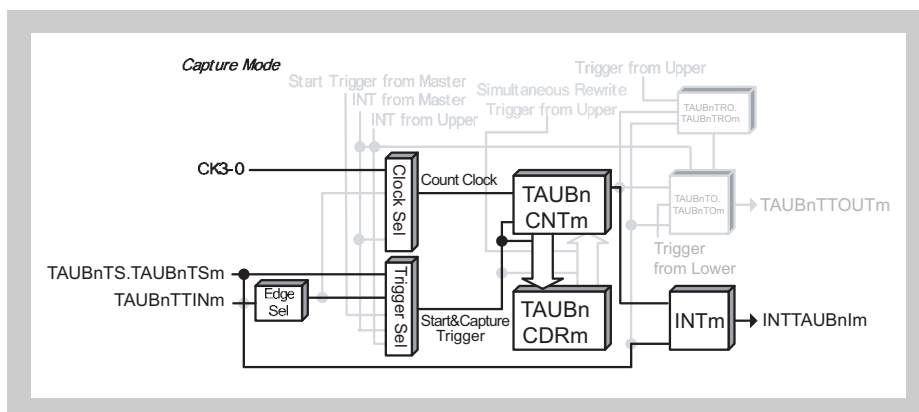 Capture Mode
Trigger from Upper
Start Trigger from Master
INT from Master
INT from Upper
Simultaneous Rewrite
Trigger from Upper
TAUBnTRO.
TAUBnTROm
CK3-0
Clock Sel
Count Clock
TAUBn
CNTm
TAUBnTO.
TAUBnTOm
TAUBnTTOUTm
Trigger
from Lower
TAUBnTS.TAUBnTSm
TAUBnTTINm
Edge
Sel
Trigger Sel
Start&Capture
Trigger
TAUBn
CDRm
INTm
INTTAUBnIm